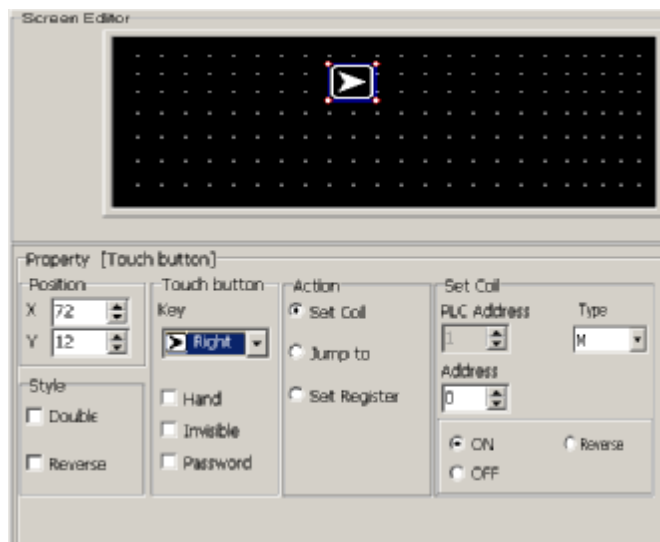 Screen Editor
Property [Touch button]
Position
X 72
Y 12
Style
Double
Reverse
Touch button
Key
Right
Hand
Invisible
Password
Action
Set Coil
Jump to
Set Register
Set Coil
PLC Address
1
Type
M
Address
0
ON
OFF
Reverse